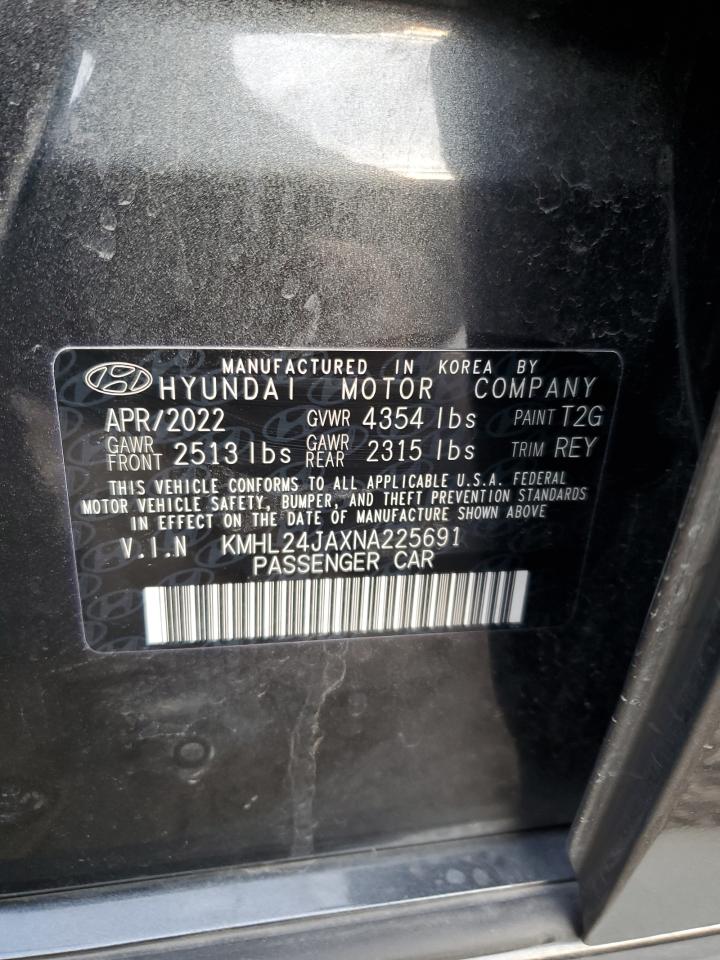 MANUFACTURED IN KOREA BY
HYUNDAI MOTOR COMPANY
APR/2022 GVWR 4354 lbs PAINT T2G
GAWR FRONT 2513 lbs GAWR REAR 2315 lbs TRIM REY
THIS VEHICLE CONFORMS TO ALL APPLICABLE U.S.A. FEDERAL
MOTOR VEHICLE SAFETY, BUMPER, AND THEFT PREVENTION STANDARDS
IN EFFECT ON THE DATE OF MANUFACTURE SHOWN ABOVE
V.I.N KMHL24JAXNA225691
PASSENGER CAR